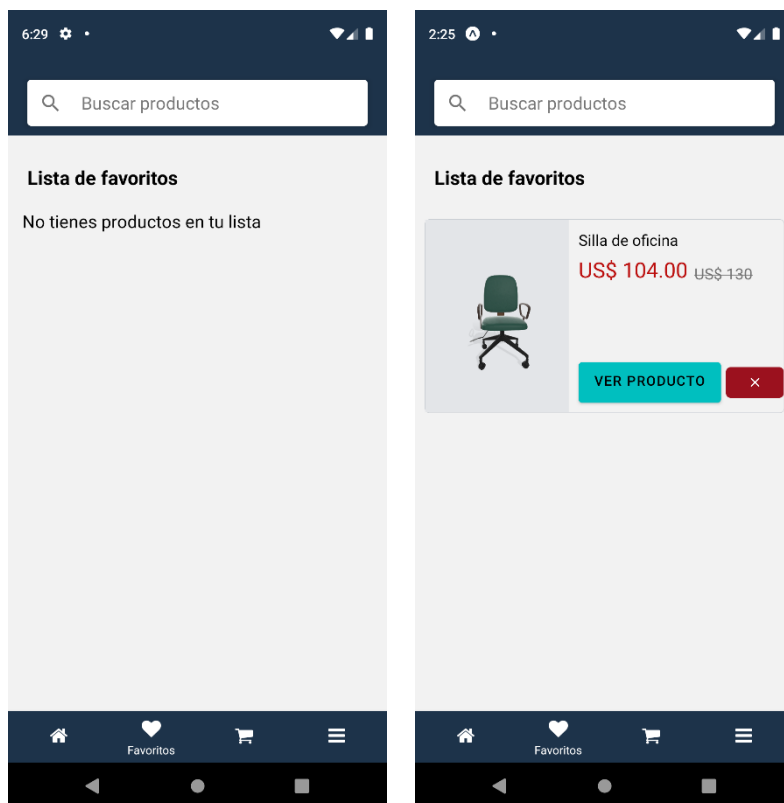 6:29
Buscar productos
Lista de favoritos
No tienes productos en tu lista
Favoritos
2:25
Buscar productos
Lista de favoritos
Silla de oficina
US$ 104.00 US$ 130
VER PRODUCTO
Favoritos